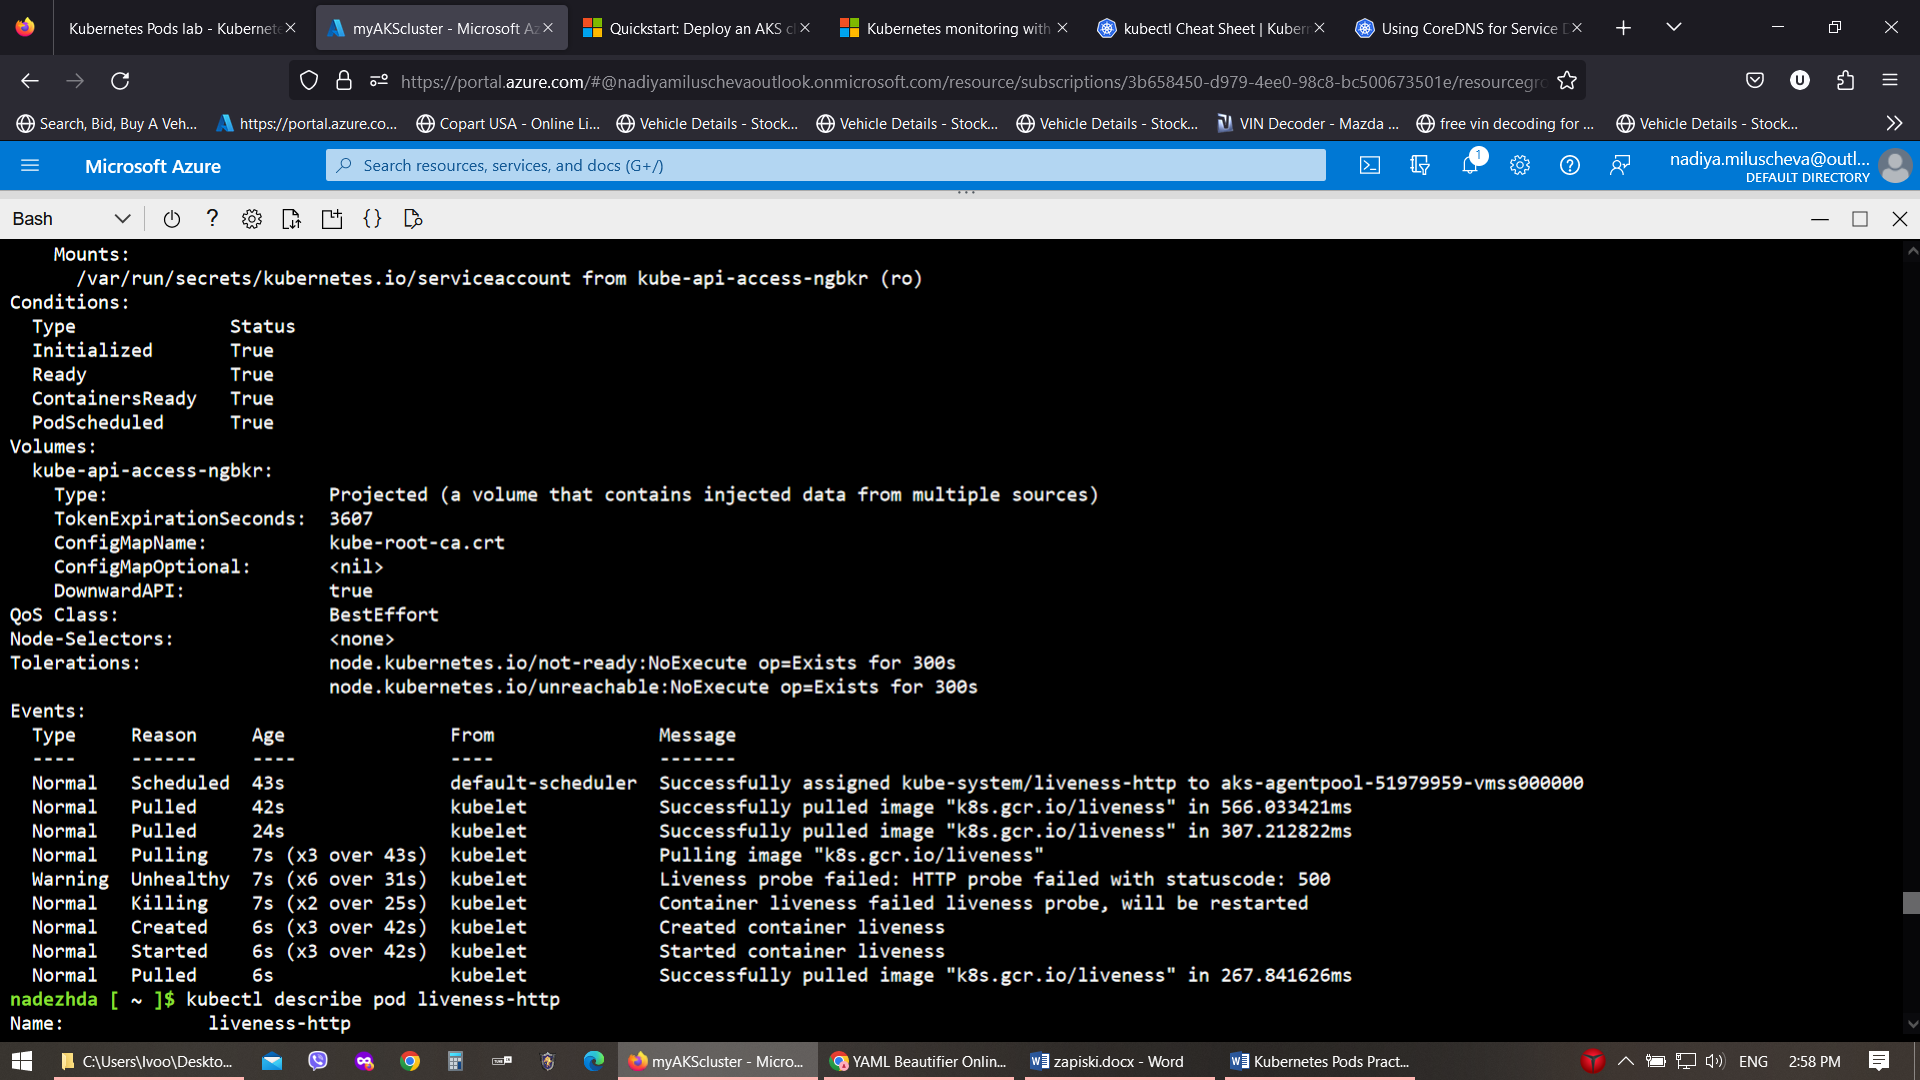 Kubernetes Pods lab - Kubernete
myAKScluster - Microsoft Az
Quickstart: Deploy an AKS cl
Kubernetes monitoring with
kubectl Cheat Sheet | Kubern
Using CoreDNS for Service D
https://portal.azure.com/#@nadiyamiluschevaoutlook.onmicrosoft.com/resource/subscriptions/3b658450-d979-4ee0-98c8-bc500673501e/resourcegro
Search, Bid, Buy A Veh...
https://portal.azure.co...
Copart USA - Online Li...
Vehicle Details - Stock...
Vehicle Details - Stock...
Vehicle Details - Stock...
VIN Decoder - Mazda ...
free vin decoding for ...
Vehicle Details - Stock...
Microsoft Azure
Search resources, services, and docs (G+/)
1
nadiya.miluscheva@outl...
DEFAULT DIRECTORY
Bash
Mounts:
/var/run/secrets/kubernetes.io/serviceaccount from kube-api-access-ngbkr (ro)
Conditions:
Type Status
Initialized True
Ready True
ContainersReady True
PodScheduled True
Volumes:
kube-api-access-ngbkr:
Type: Projected (a volume that contains injected data from multiple sources)
TokenExpirationSeconds: 3607
ConfigMapName: kube-root-ca.crt
ConfigMapOptional: <nil>
DownwardAPI: true
QoS Class: BestEffort
Node-Selectors: <none>
Tolerations: node.kubernetes.io/not-ready:NoExecute op=Exists for 300s
node.kubernetes.io/unreachable:NoExecute op=Exists for 300s
Events:
Type Reason Age From Message
---- ------ ---- ---- -------
Normal Scheduled 43s default-scheduler Successfully assigned kube-system/liveness-http to aks-agentpool-51979959-vmss000000
Normal Pulled 42s kubelet Successfully pulled image "k8s.gcr.io/liveness" in 566.033421ms
Normal Pulled 24s kubelet Successfully pulled image "k8s.gcr.io/liveness" in 307.212822ms
Normal Pulling 7s (x3 over 43s) kubelet Pulling image "k8s.gcr.io/liveness"
Warning Unhealthy 7s (x6 over 31s) kubelet Liveness probe failed: HTTP probe failed with statuscode: 500
Normal Killing 7s (x2 over 25s) kubelet Container liveness failed liveness probe, will be restarted
Normal Created 6s (x3 over 42s) kubelet Created container liveness
Normal Started 6s (x3 over 42s) kubelet Started container liveness
Normal Pulled 6s kubelet Successfully pulled image "k8s.gcr.io/liveness" in 267.841626ms
nadezhda [ ~ ]$ kubectl describe pod liveness-http
Name: liveness-http
C:\Users\Ivoo\Deskto...
myAKScluster - Micro...
YAML Beautifier Onlin...
zapiski.docx - Word
Kubernetes Pods Pract...
ENG
2:58 PM